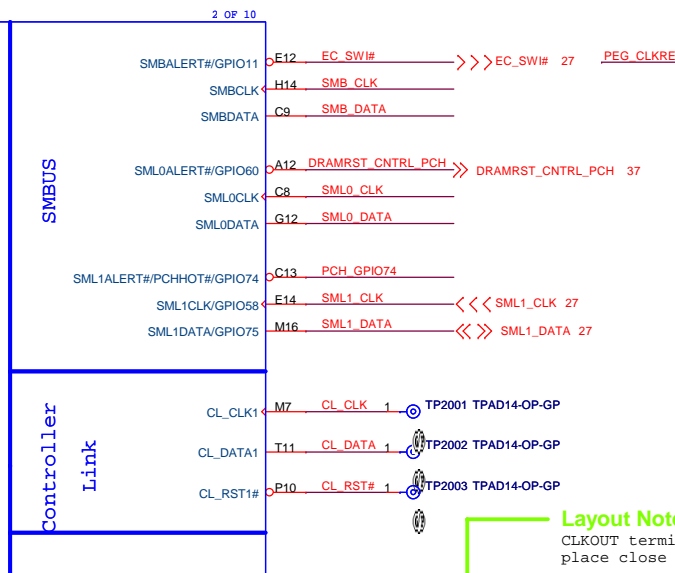 2 OF 10
SMBALERT#/GPIO11 E12 EC_SWI# EC_SWI# 27 PEG_CLKRE
SMBCLK H14 SMB_CLK
SMBDATA C9 SMB_DATA
SMBUS
SML0ALERT#/GPIO60 A12 DRAMRST_CNTRL_PCH DRAMRST_CNTRL_PCH 37
SML0CLK C8 SML0_CLK
SML0DATA G12 SML0_DATA
SML1ALERT#/PCHHOT#/GPIO74 C13 PCH_GPIO74
SML1CLK/GPIO58 E14 SML1_CLK SML1_CLK 27
SML1DATA/GPIO75 M16 SML1_DATA SML1_DATA 27
Controller
Link
CL_CLK1 M7 CL_CLK 1 TP2001 TPAD14-OP-GP
CL_DATA1 T11 CL_DATA 1 TP2002 TPAD14-OP-GP
CL_RST1# P10 CL_RST# 1 TP2003 TPAD14-OP-GP
Layout Note
CLKOUT termi
place close